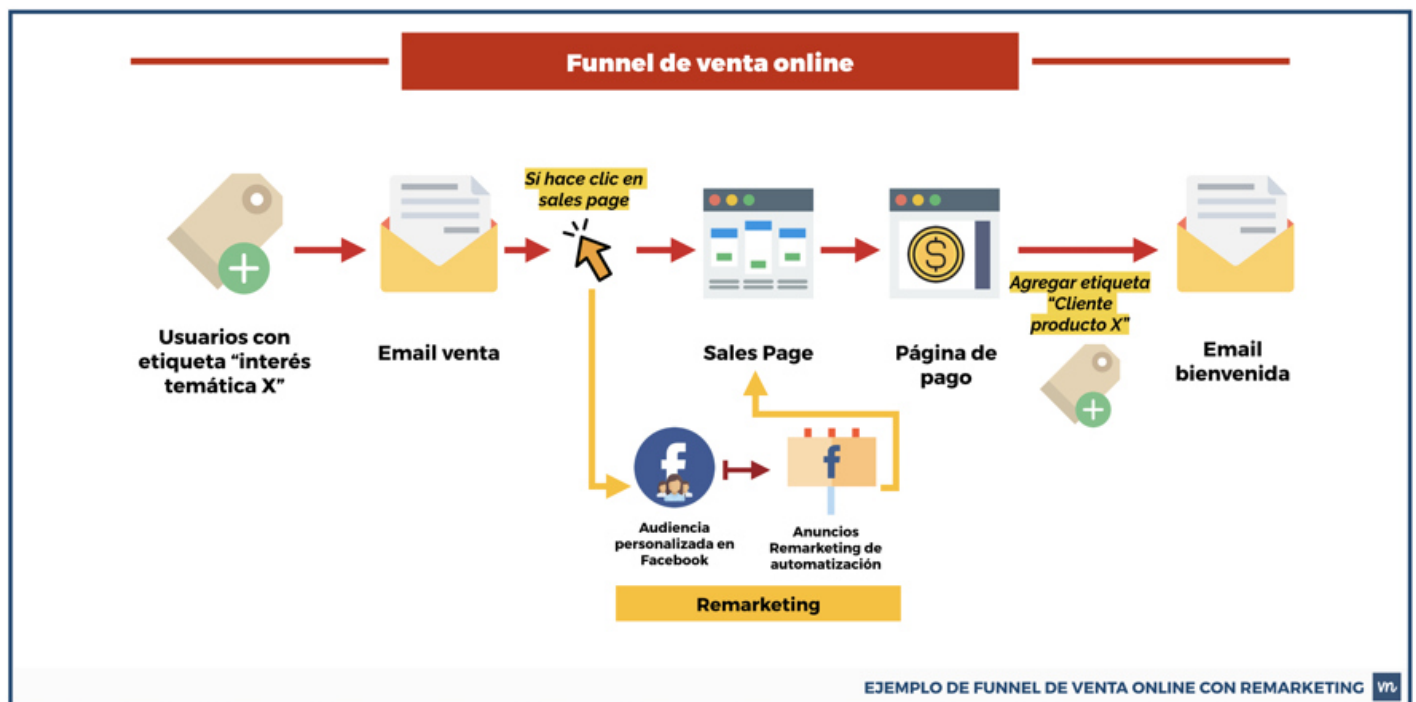 Funnel de venta online
Si hace clic en
sales page
Agregar etiqueta
“Cliente
producto X”
Usuarios con
etiqueta “interés
temática X”
Email venta
Sales Page
Página de
pago
Email
bienvenida
Audiencia
personalizada en
Facebook
Anuncios
Remarketing de
automatización
Remarketing
EJEMPLO DE FUNNEL DE VENTA ONLINE CON REMARKETING